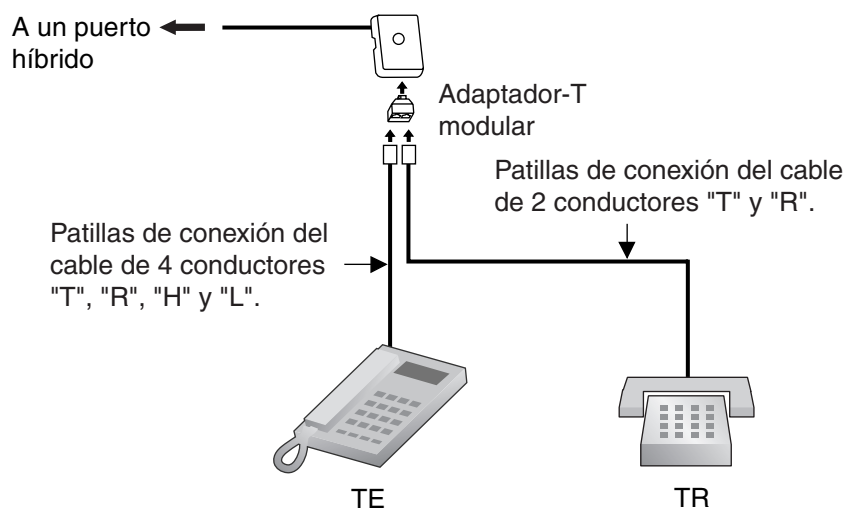 A un puerto
híbrido
Adaptador-T
modular
Patillas de conexión del cable
de 2 conductores "T" y "R".
Patillas de conexión del
cable de 4 conductores
"T", "R", "H" y "L".
TE
TR